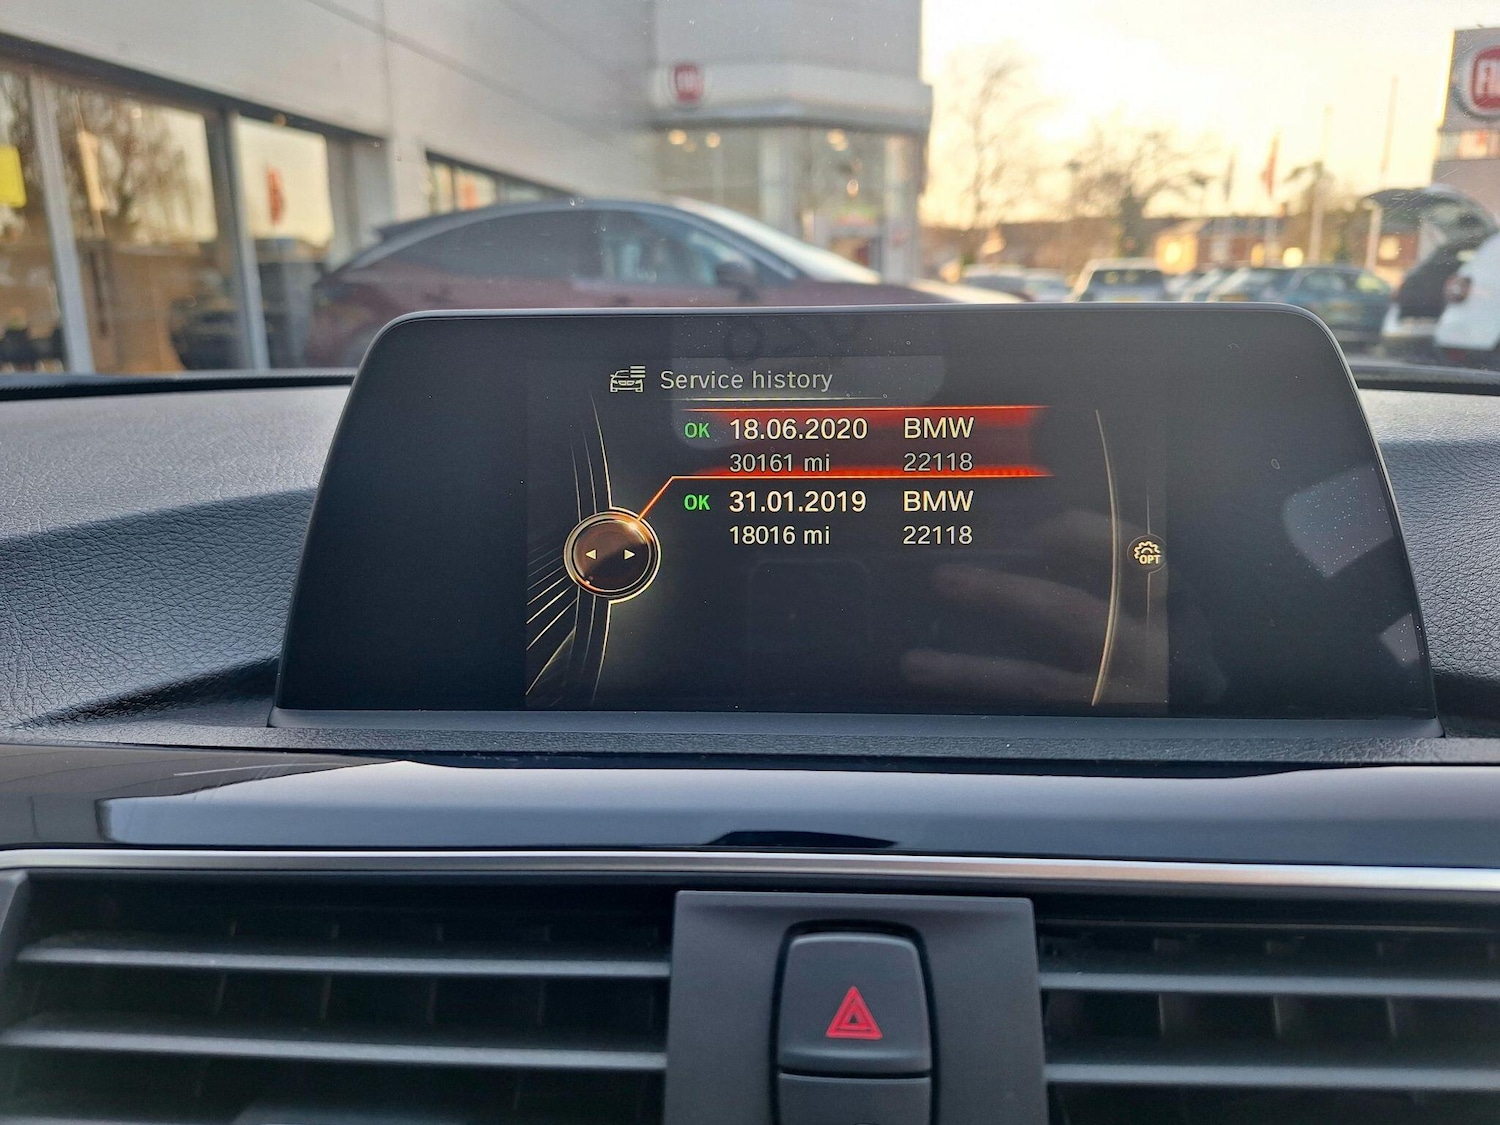 Service history
OK 18.06.2020 BMW
30161 mi 22118
OK 31.01.2019 BMW
18016 mi 22118
OPT